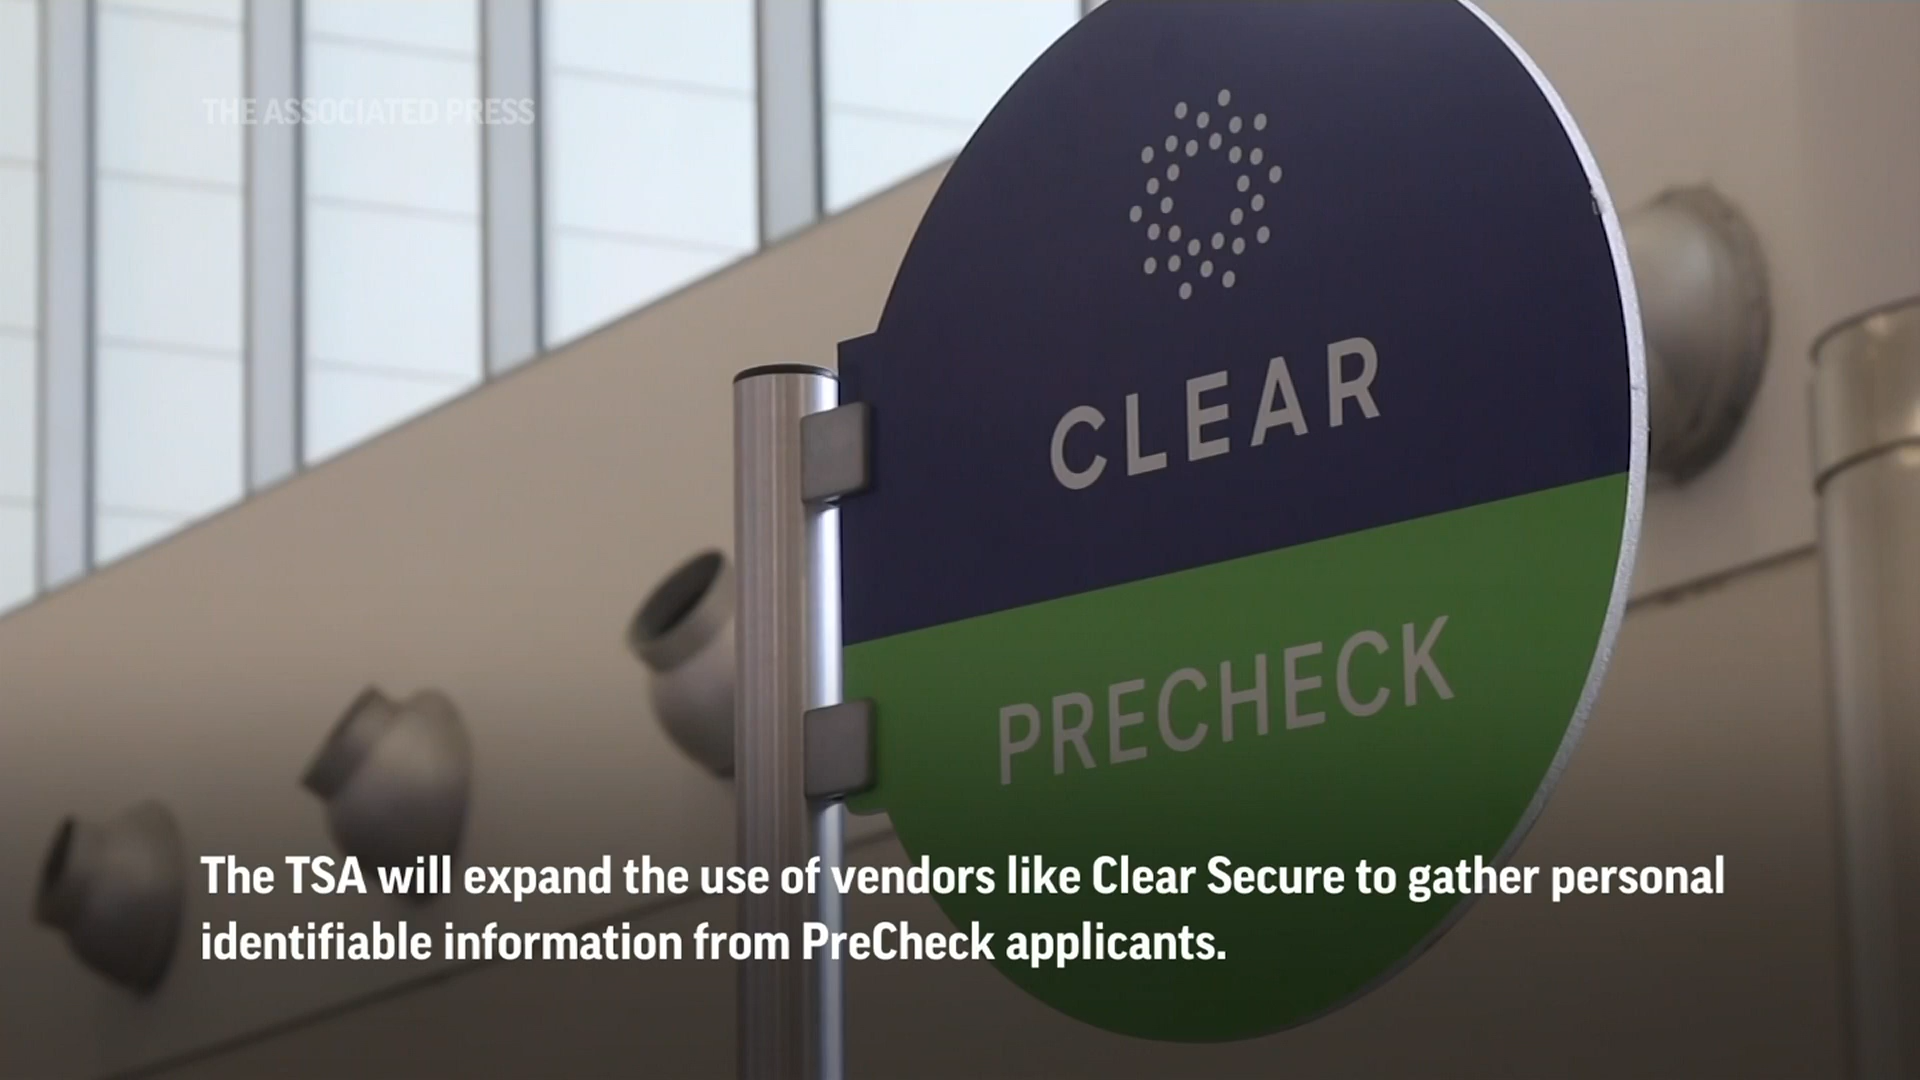 THE ASSOCIATED PRESS
CLEAR
PRECHECK
The TSA will expand the use of vendors like Clear Secure to gather personal
identifiable information from PreCheck applicants.